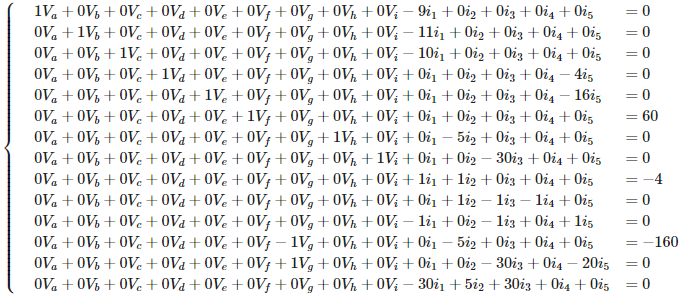 1V_a + 0V_b + 0V_c + 0V_d + 0V_e + 0V_f + 0V_g + 0V_h + 0V_i − 9i_1 + 0i_2 + 0i_3 + 0i_4 + 0i_5 = 0
0V_a + 1V_b + 0V_c + 0V_d + 0V_e + 0V_f + 0V_g + 0V_h + 0V_i − 11i_1 + 0i_2 + 0i_3 + 0i_4 + 0i_5 = 0
0V_a + 0V_b + 1V_c + 0V_d + 0V_e + 0V_f + 0V_g + 0V_h + 0V_i − 10i_1 + 0i_2 + 0i_3 + 0i_4 + 0i_5 = 0
0V_a + 0V_b + 0V_c + 1V_d + 0V_e + 0V_f + 0V_g + 0V_h + 0V_i + 0i_1 + 0i_2 + 0i_3 + 0i_4 − 4i_5 = 0
0V_a + 0V_b + 0V_c + 0V_d + 1V_e + 0V_f + 0V_g + 0V_h + 0V_i + 0i_1 + 0i_2 + 0i_3 + 0i_4 − 16i_5 = 0
0V_a + 0V_b + 0V_c + 0V_d + 0V_e + 1V_f + 0V_g + 0V_h + 0V_i + 0i_1 + 0i_2 + 0i_3 + 0i_4 + 0i_5 = 60
0V_a + 0V_b + 0V_c + 0V_d + 0V_e + 0V_f + 0V_g + 1V_h + 0V_i + 0i_1 − 5i_2 + 0i_3 + 0i_4 + 0i_5 = 0
0V_a + 0V_b + 0V_c + 0V_d + 0V_e + 0V_f + 0V_g + 0V_h + 1V_i + 0i_1 + 0i_2 − 30i_3 + 0i_4 + 0i_5 = 0
0V_a + 0V_b + 0V_c + 0V_d + 0V_e + 0V_f + 0V_g + 0V_h + 0V_i + 1i_1 + 1i_2 + 0i_3 + 0i_4 + 0i_5 = −4
0V_a + 0V_b + 0V_c + 0V_d + 0V_e + 0V_f + 0V_g + 0V_h + 0V_i + 0i_1 + 1i_2 − 1i_3 − 1i_4 + 0i_5 = 0
0V_a + 0V_b + 0V_c + 0V_d + 0V_e + 0V_f + 0V_g + 0V_h + 0V_i − 1i_1 + 0i_2 − 1i_3 + 0i_4 + 1i_5 = 0
0V_a + 0V_b + 0V_c + 0V_d + 0V_e + 0V_f − 1V_g + 0V_h + 0V_i + 0i_1 − 5i_2 + 0i_3 + 0i_4 + 0i_5 = −160
0V_a + 0V_b + 0V_c + 0V_d + 0V_e + 0V_f + 1V_g + 0V_h + 0V_i + 0i_1 + 0i_2 − 30i_3 + 0i_4 − 20i_5 = 0
0V_a + 0V_b + 0V_c + 0V_d + 0V_e + 0V_f + 0V_g + 0V_h + 0V_i − 30i_1 + 5i_2 + 30i_3 + 0i_4 + 0i_5 = 0